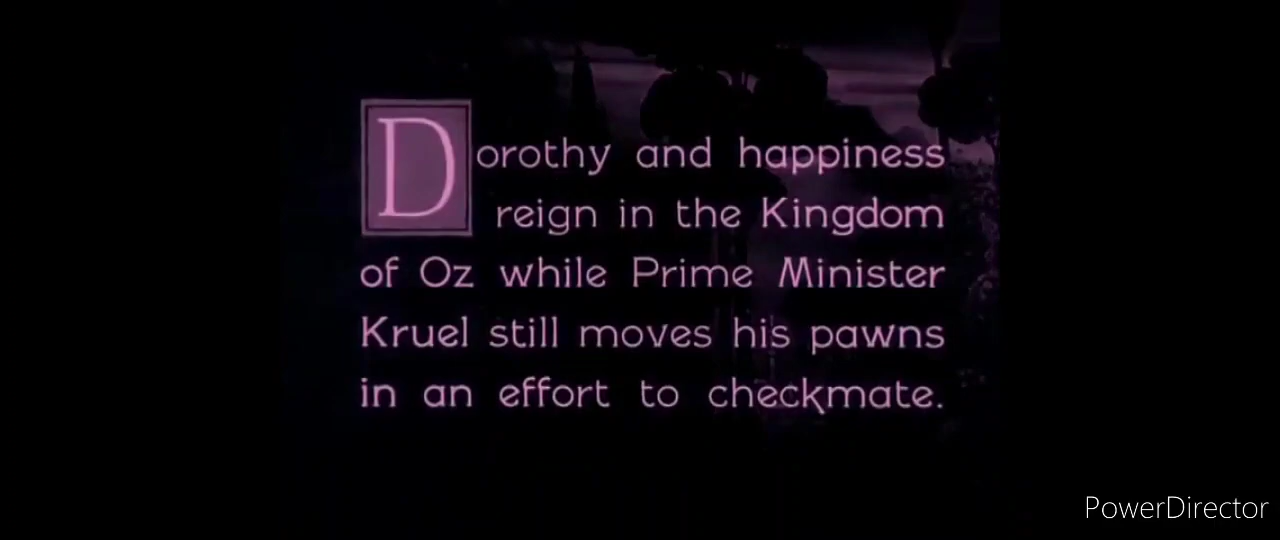 Dorothy and happiness
reign in the Kingdom
of Oz while Prime Minister
Kruel still moves his pawns
in an effort to checkmate.
PowerDirector